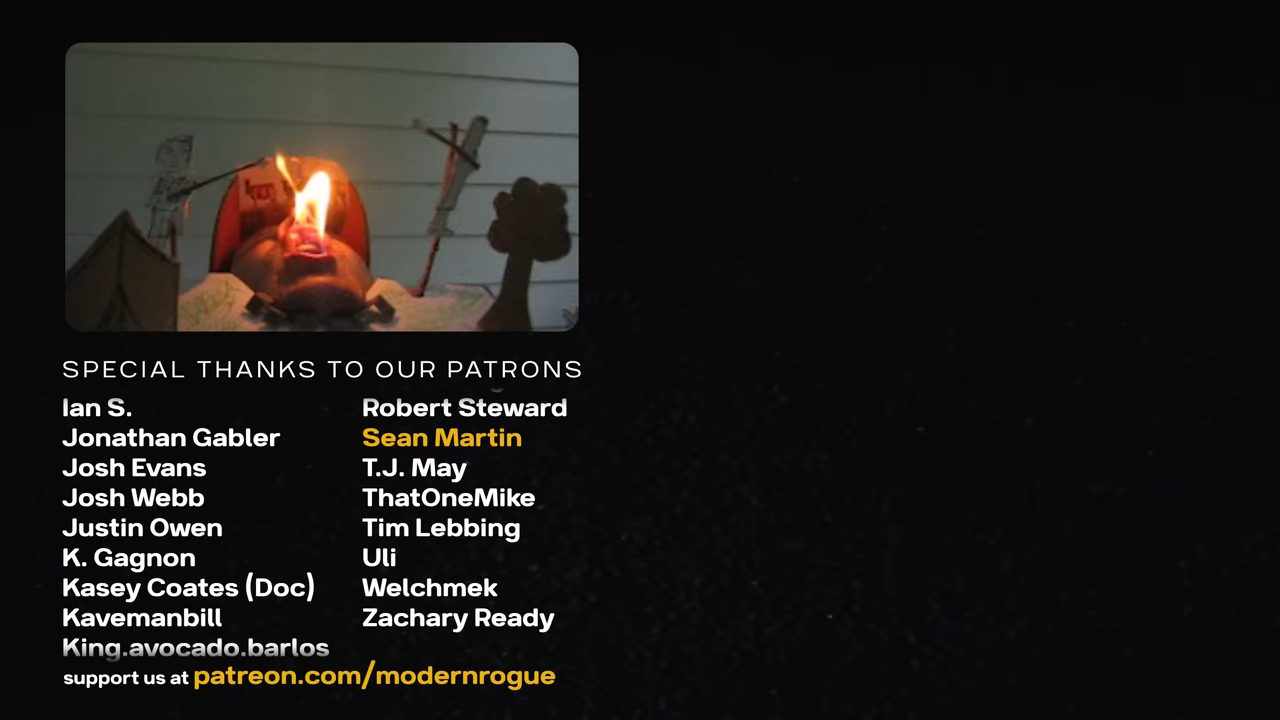 SPECIAL THANKS TO OUR PATRONS
Ian S.
Jonathan Gabler
Josh Evans
Josh Webb
Justin Owen
K. Gagnon
Kasey Coates (Doc)
Kavemanbill
King.avocado.barlos
Robert Steward
Sean Martin
T.J. May
ThatOneMike
Tim Lebbing
Uli
Welchmek
Zachary Ready
support us at patreon.com/modernrogue